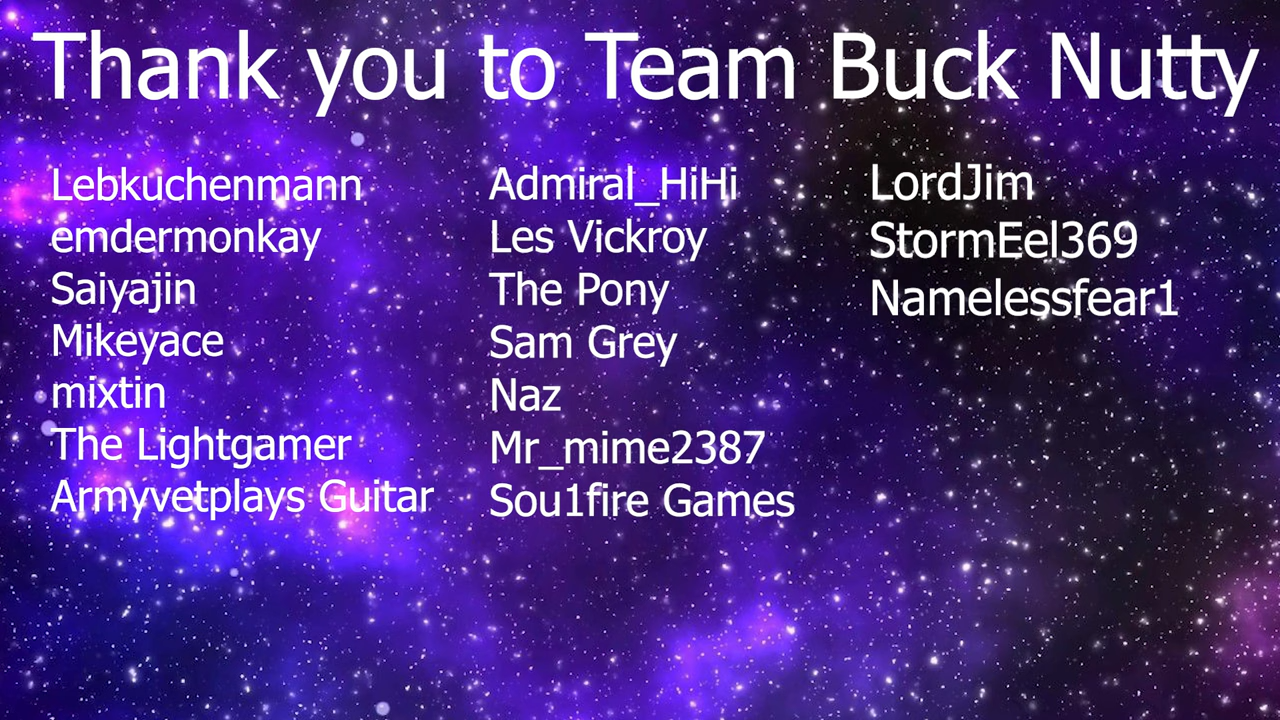 Thank you to Team Buck Nutty
Lebkuchenmann
emdermonkay
Saiyajin
Mikeyace
mixtin
The Lightgamer
Armyvetplays Guitar
Admiral_HiHi
Les Vickroy
The Pony
Sam Grey
Naz
Mr_mime2387
Sou1fire Games
LordJim
StormEel369
Namelessfear1